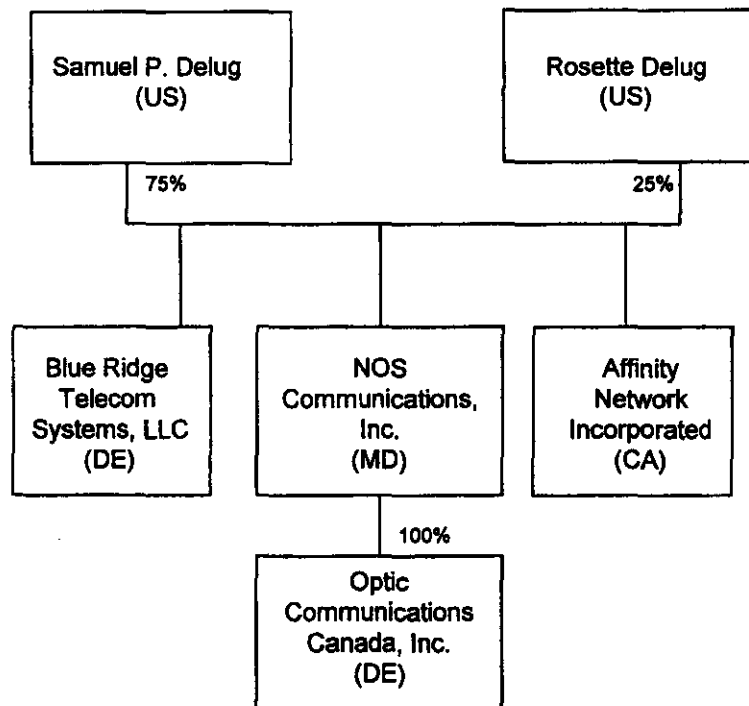 Samuel P. Delug
(US)
Rosette Delug
(US)
75%
25%
Blue Ridge
Telecom
Systems, LLC
(DE)
NOS
Communications,
Inc.
(MD)
Affinity
Network
Incorporated
(CA)
100%
Optic
Communications
Canada, Inc.
(DE)